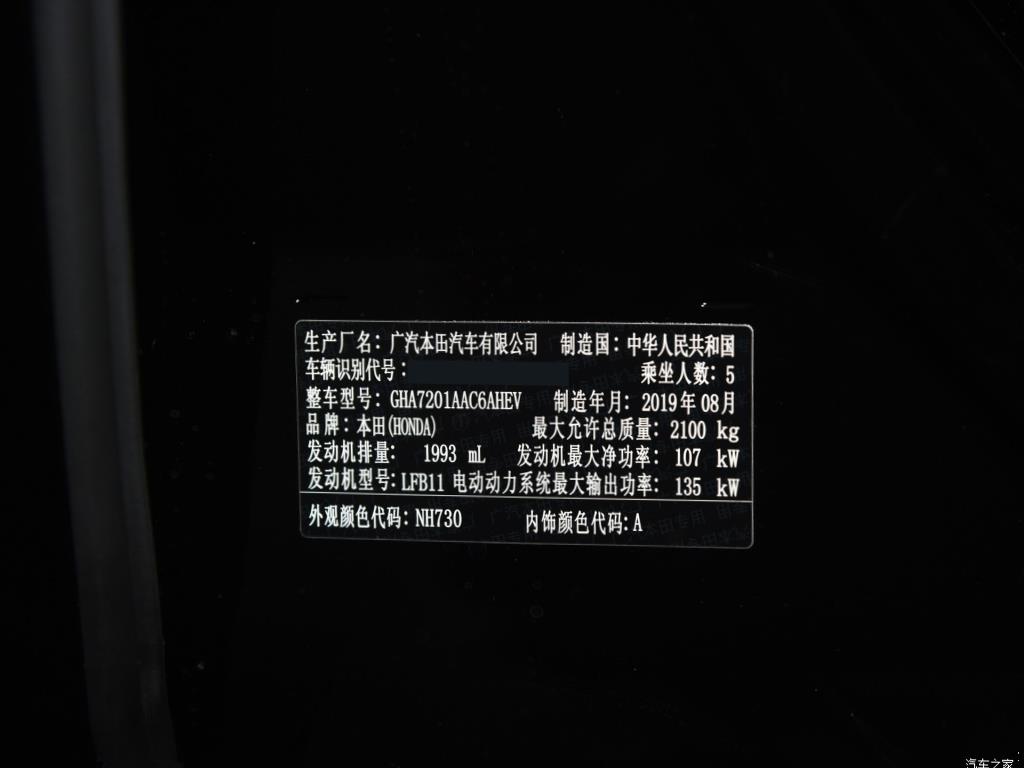 生产厂名：广汽本田汽车有限公司 制造国：中华人民共和国
车辆识别代号： 乘坐人数：5
整车型号：GHA7201AAC6AHEV 制造年月：2019年08月
品牌：本田(HONDA) 最大允许总质量：2100 kg
发动机排量： 1993 mL 发动机最大净功率：107 kW
发动机型号：LFB11 电动动力系统最大输出功率：135 kW
外观颜色代码：NH730 内饰颜色代码:A
汽车之家